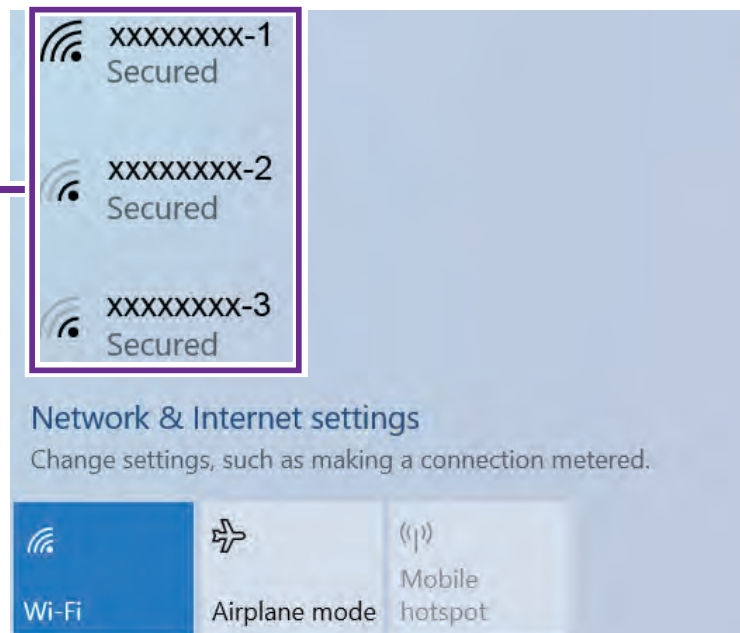 xxxxxxxx-1
Secured
xxxxxxxx-2
Secured
xxxxxxxx-3
Secured
Network & Internet settings
Change settings, such as making a connection metered.
Wi-Fi
Airplane mode
Mobile
hotspot